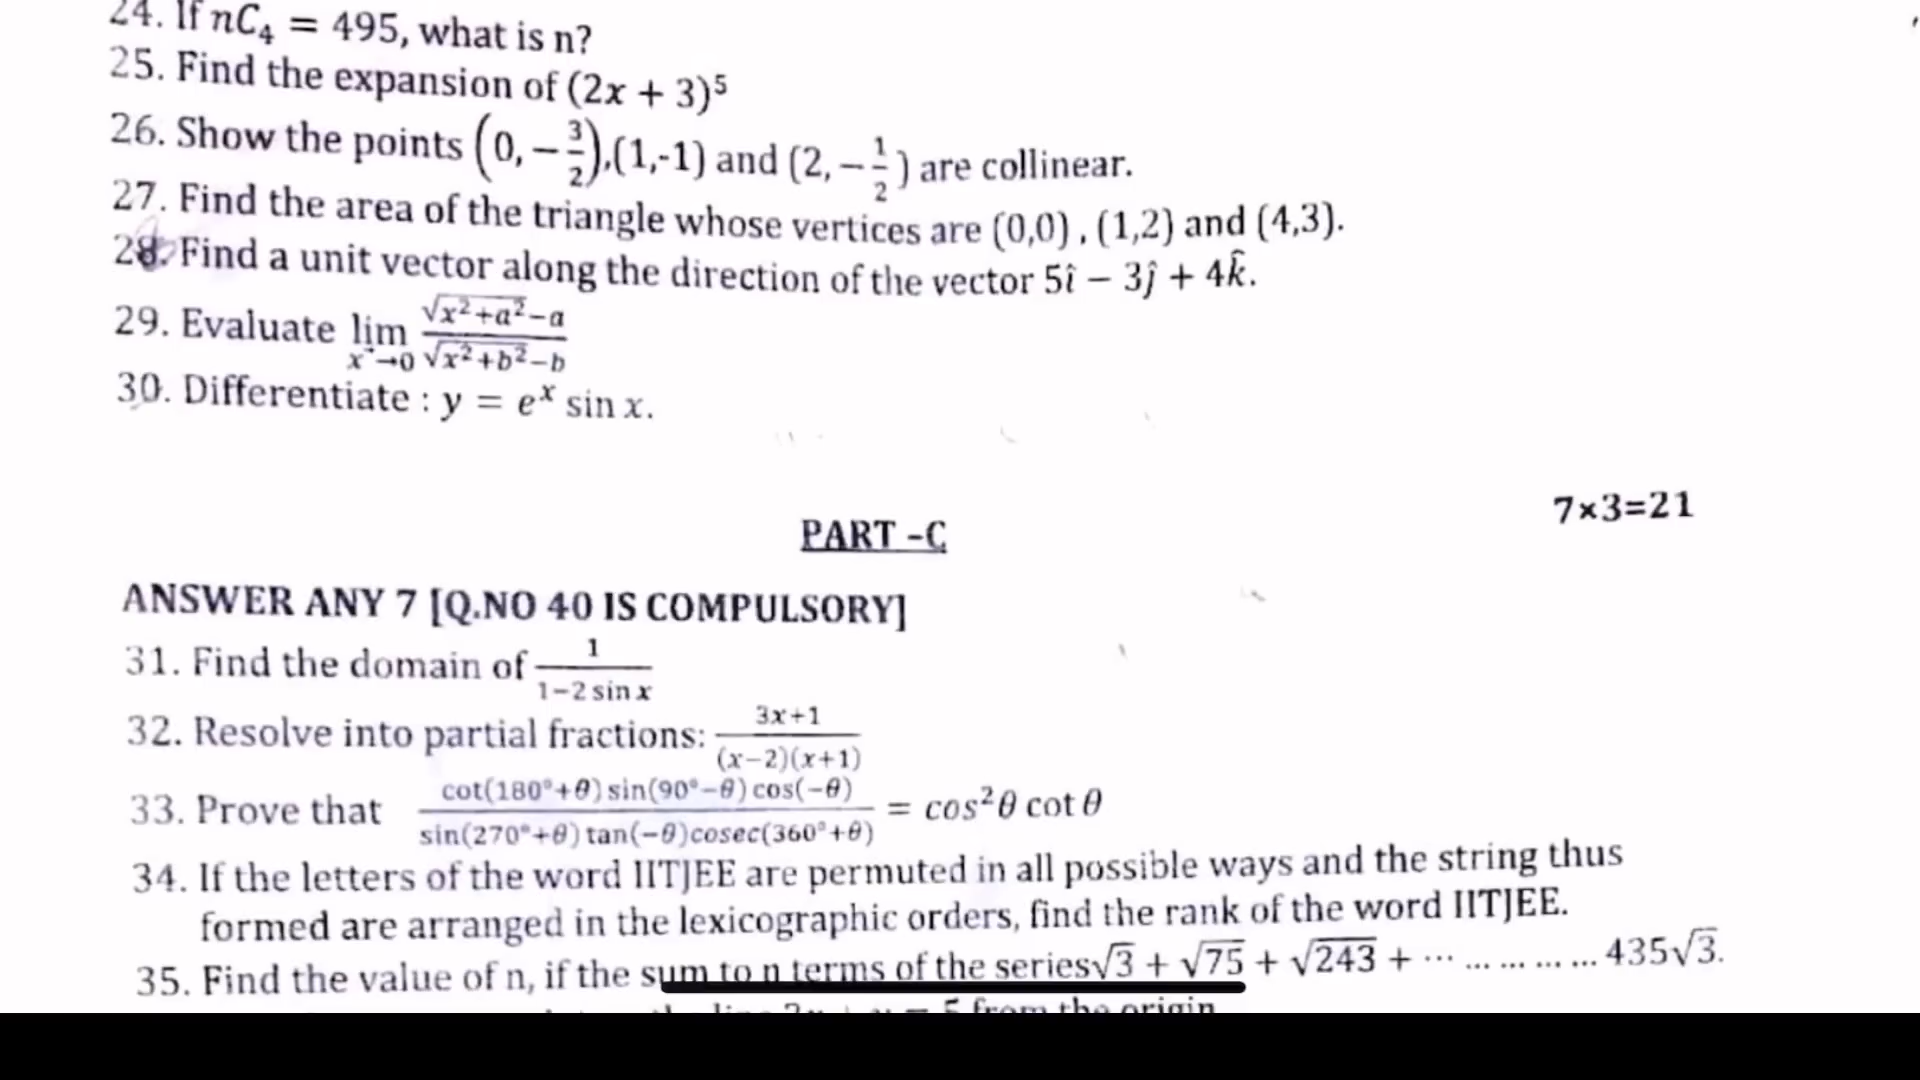 24. If nC₄ = 495, what is n?
25. Find the expansion of (2x + 3)⁵
26. Show the points (0, −3/2),(1,-1) and (2, −1/2) are collinear.
27. Find the area of the triangle whose vertices are (0,0) , (1,2) and (4,3).
28. Find a unit vector along the direction of the vector 5î − 3ĵ + 4k̂.
29. Evaluate lim x→0 (√(x²+a²)−a)/(√(x²+b²)−b)
30. Differentiate : y = eˣ sin x.
7×3=21
PART -C
ANSWER ANY 7 [Q.NO 40 IS COMPULSORY]
31. Find the domain of 1/(1−2 sin x)
32. Resolve into partial fractions: (3x+1)/((x−2)(x+1))
33. Prove that (cot(180°+θ) sin(90°−θ) cos(−θ))/(sin(270°+θ) tan(−θ)cosec(360°+θ)) = cos²θ cot θ
34. If the letters of the word IITJEE are permuted in all possible ways and the string thus
formed are arranged in the lexicographic orders, find the rank of the word IITJEE.
35. Find the value of n, if the sum to n terms of the series√3 + √75 + √243 + ⋯ … … … … 435√3.
5 from the origin